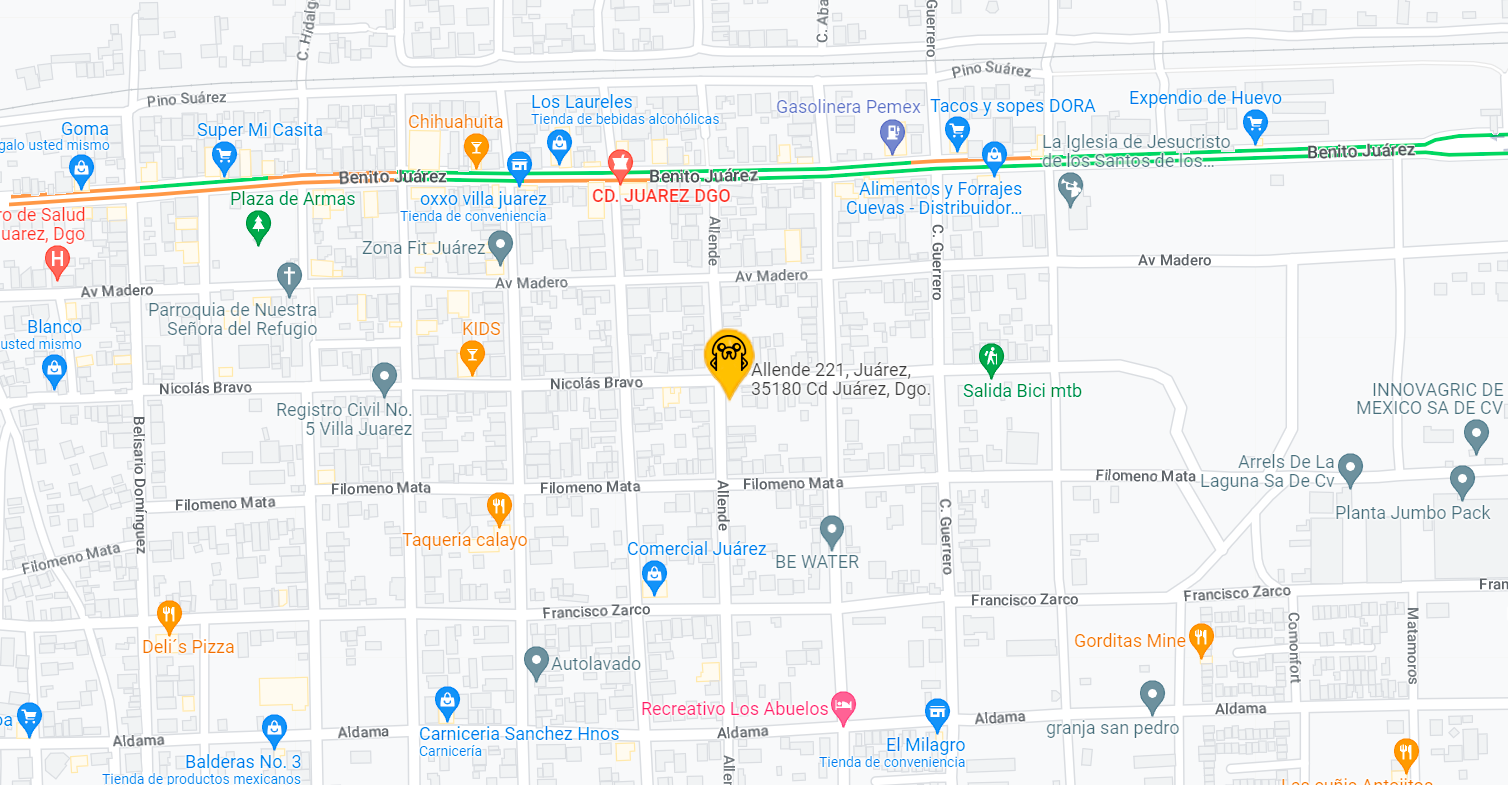 C. Hidalg
C. Aba
C. Guerrero
Pino Suárez
Pino Suárez
Los Laureles
Tienda de bebidas alcohólicas
Gasolinera Pemex
Tacos y sopes DORA
Expendio de Huevo
Goma
galo usted mismo
Super Mi Casita
Chihuahuita
La Iglesia de Jesucristo
de los Santos de los...
Benito Juárez
Benito Juárez
Benito Juárez
Plaza de Armas
oxxo villa juarez
Tienda de conveniencia
CD. JUAREZ DGO
Alimentos y Forrajes
Cuevas - Distribuidor...
ro de Salud
uarez, Dgo
Zona Fit Juárez
Allende
C. Guerrero
Av Madero
Av Madero
Av Madero
Av Madero
Parroquia de Nuestra
Señora del Refugio
Blanco
usted mismo
KIDS
Nicolás Bravo
Nicolás Bravo
Allende 221, Juárez,
35180 Cd Juárez, Dgo.
Salida Bici mtb
INNOVAGRIC DE
MEXICO SA DE CV
Registro Civil No.
5 Villa Juarez
Belisario Domínguez
Arrels De La
Laguna Sa De Cv
Filomeno Mata
Filomeno Mata
Filomeno Mata
Filomeno Mata
Filomeno Mata
Filomeno Mata
Allende
C. Guerrero
Planta Jumbo Pack
Taqueria calayo
Comercial Juárez
BE WATER
Francisco Zarco
Francisco Zarco
Francisco Zarco
Fran
Deli´s Pizza
Comonfort
Matamoros
Gorditas Mine
Autolavado
Recreativo Los Abuelos
granja san pedro
Aldama
Aldama
Aldama
Aldama
Aldama
Carniceria Sanchez Hnos
Carnicería
El Milagro
Tienda de conveniencia
Balderas No. 3
Tienda de productos mexicanos
Allen